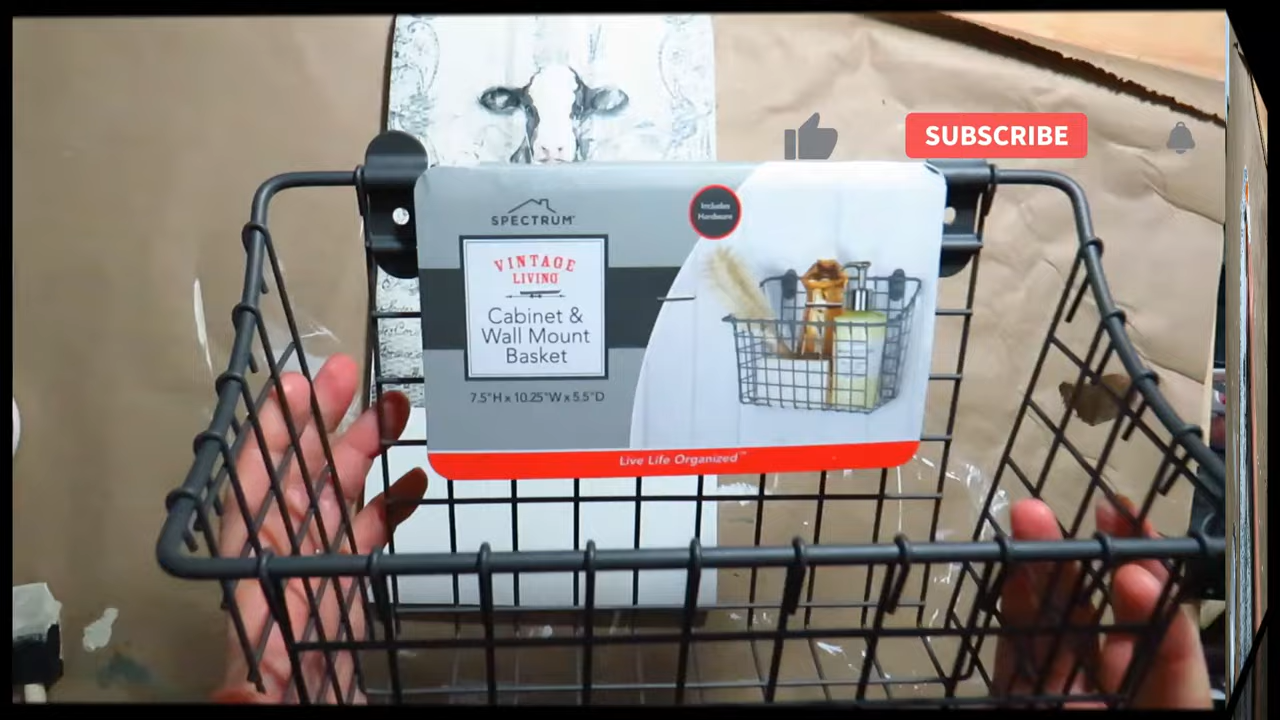 SUBSCRIBE
SPECTRUM
Includes
Hardware
VINTAGE
LIVING
Cabinet &
Wall Mount
Basket
7.5"H x 10.25"W x 5.5"D
Live Life Organized™